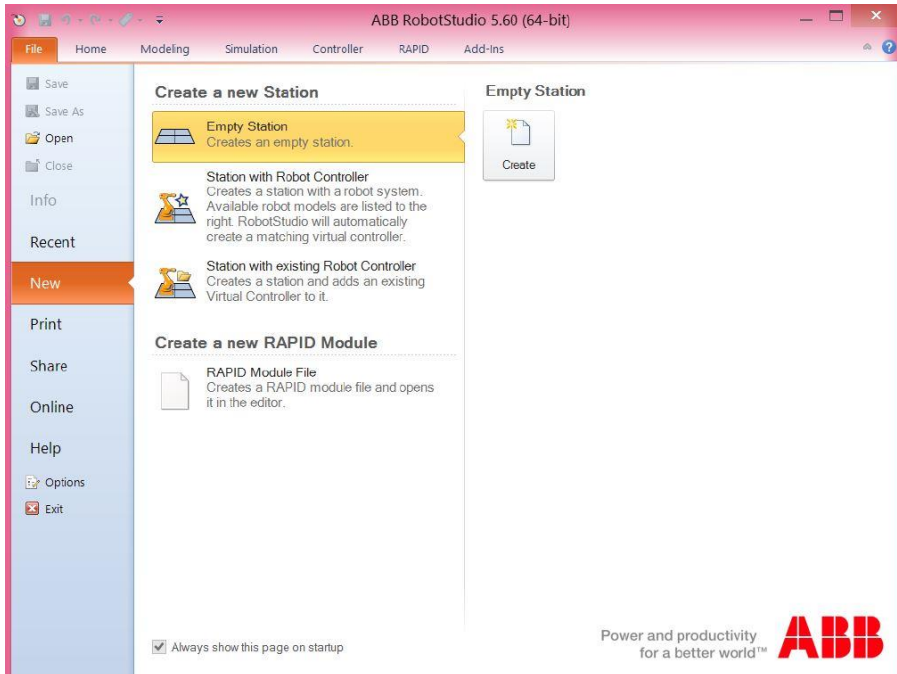 ABB RobotStudio 5.60 (64-bit)
File Home Modeling Simulation Controller RAPID Add-Ins
Save
Save As
Open
Close
Info
Recent
New
Print
Share
Online
Help
Options
Exit
Create a new Station
Empty Station
Creates an empty station.
Station with Robot Controller
Creates a station with a robot system.
Available robot models are listed to the
right. RobotStudio will automatically
create a matching virtual controller.
Station with existing Robot Controller
Creates a station and adds an existing
Virtual Controller to it.
Create a new RAPID Module
RAPID Module File
Creates a RAPID module file and opens
it in the editor.
Always show this page on startup
Empty Station
Create
Power and productivity
for a better world™
ABB